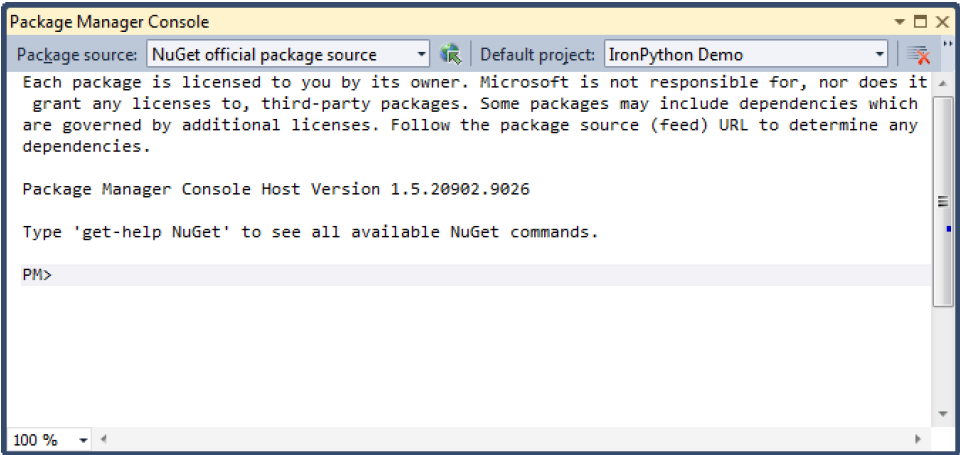 Package Manager Console
Package source: NuGet official package source Default project: IronPython Demo
Each package is licensed to you by its owner. Microsoft is not responsible for, nor does it
grant any licenses to, third-party packages. Some packages may include dependencies which
are governed by additional licenses. Follow the package source (feed) URL to determine any
dependencies.
Package Manager Console Host Version 1.5.20902.9026
Type 'get-help NuGet' to see all available NuGet commands.
PM>
100 %